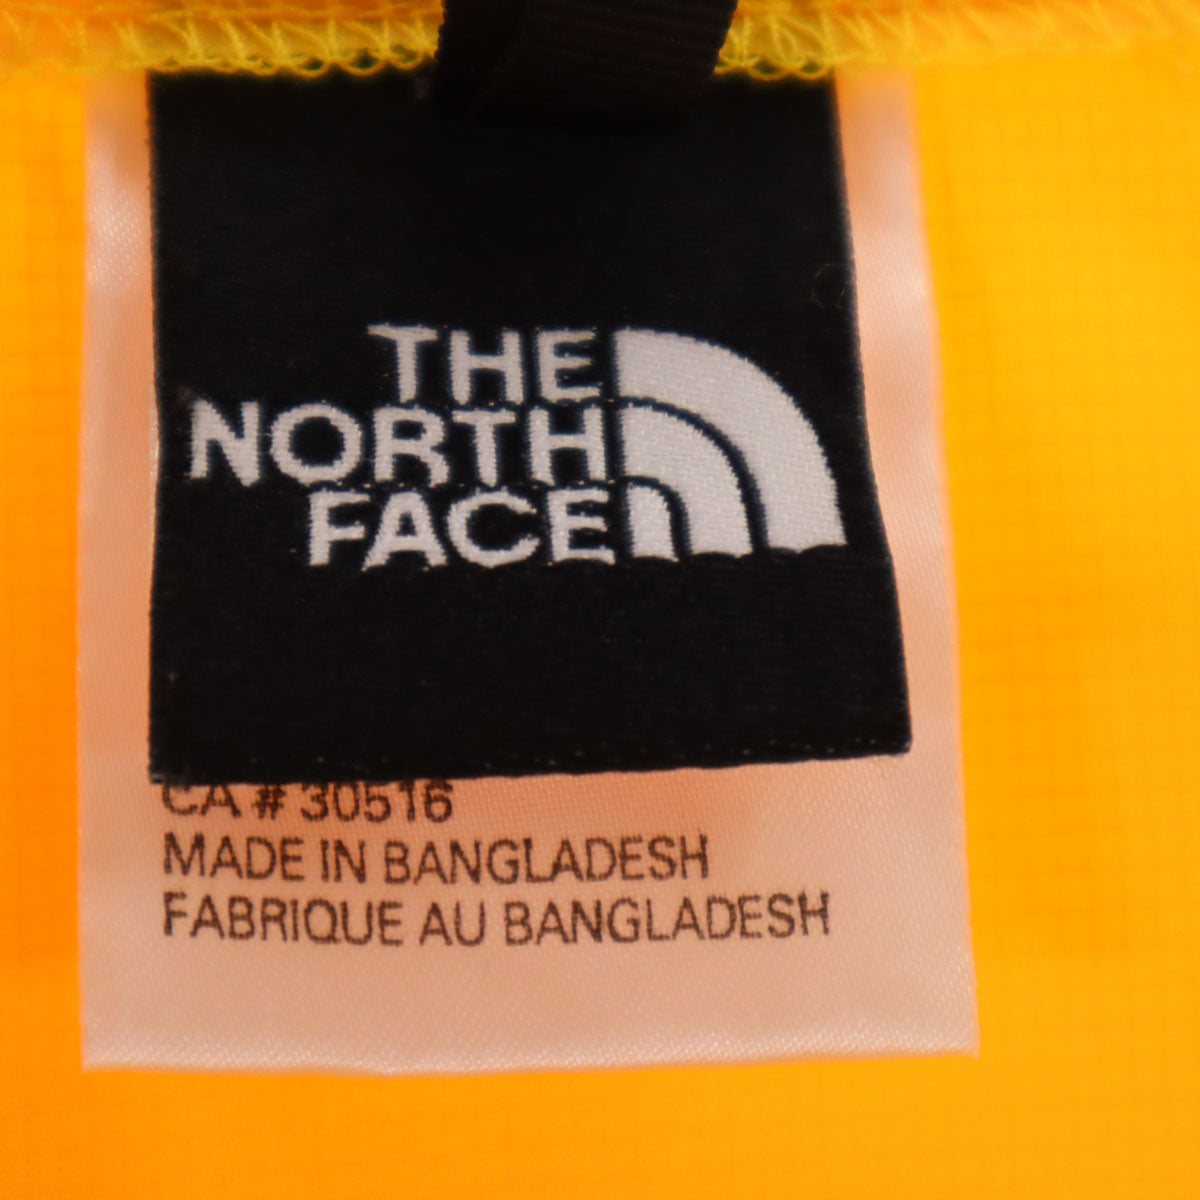 THE
NORTH
FACE
CA # 30516
MADE IN BANGLADESH
FABRIQUE AU BANGLADESH